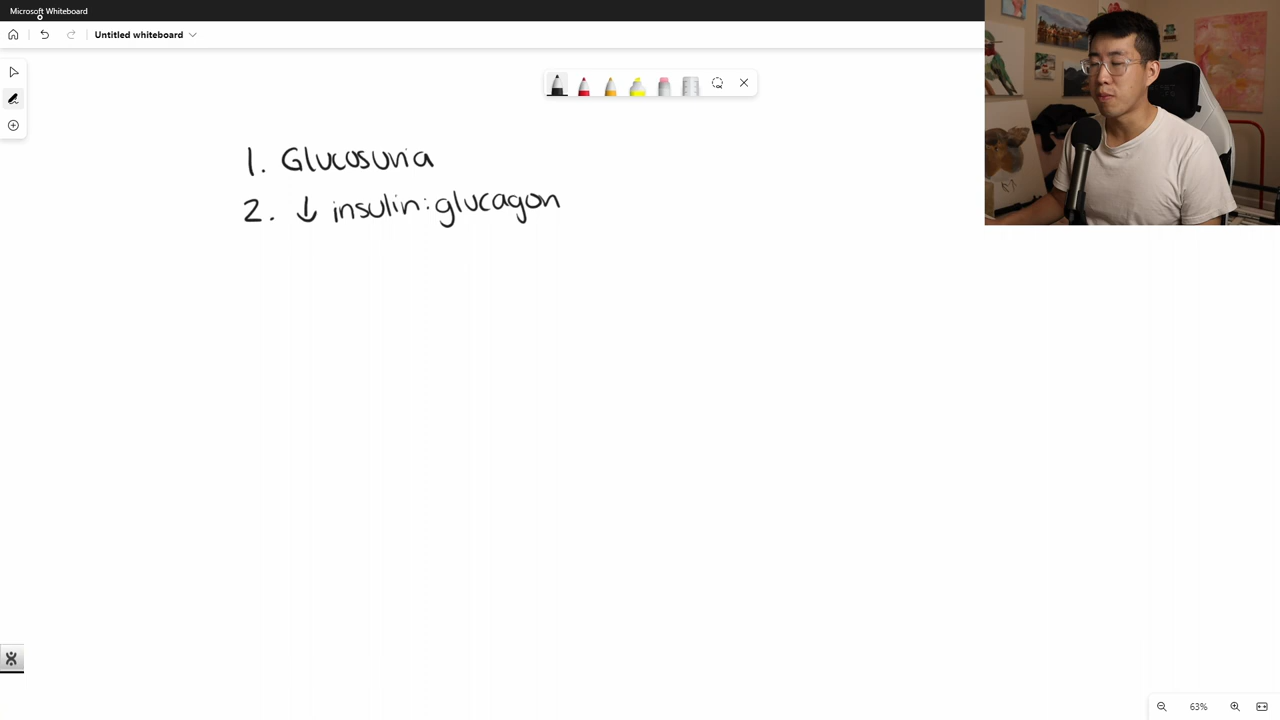 Microsoft Whiteboard
Untitled whiteboard
1. Glucosuria
2. ↓ insulin:glucagon
63%